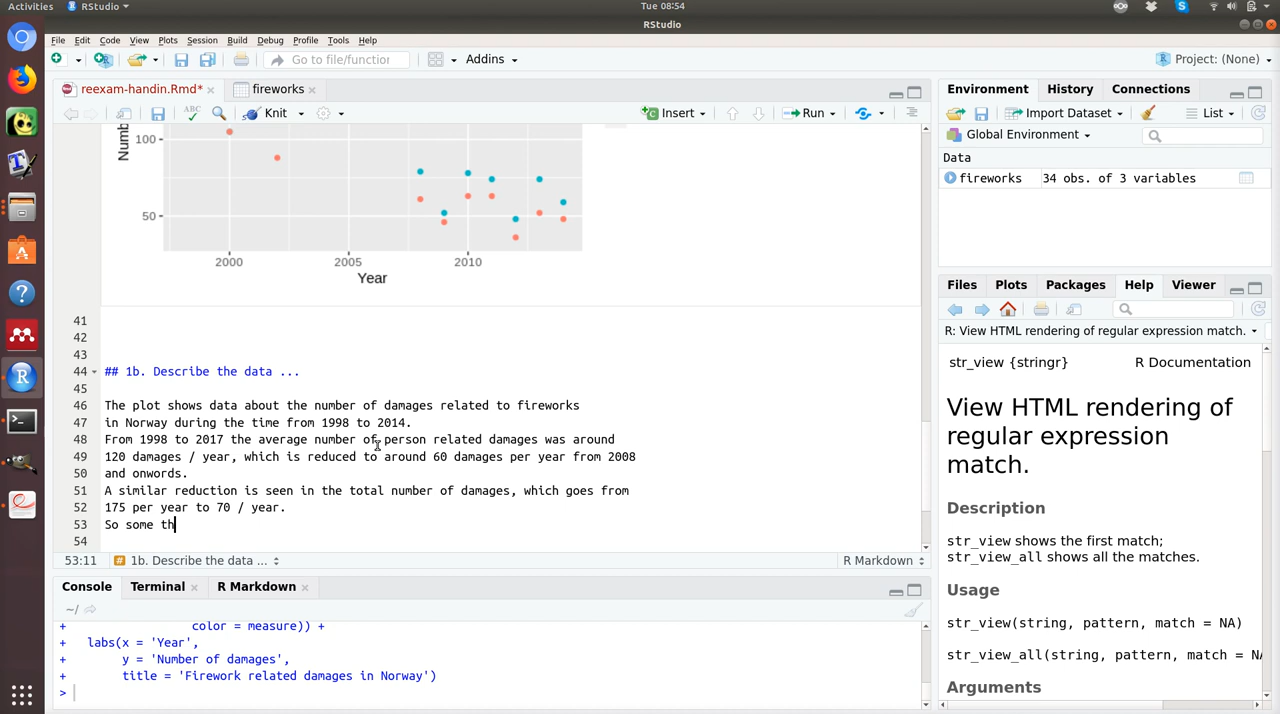 Activities
RStudio
Tue 08:54
RStudio
File Edit Code View Plots Session Build Debug Profile Tools Help
Go to file/function
Addins
Project: (None)
reexam-handin.Rmd*
fireworks
ABC
Knit
Insert
Run
100
50
2000 2005 2010
Year
41
42
43
44 ## 1b. Describe the data ...
45
46 The plot shows data about the number of damages related to fireworks
47 in Norway during the time from 1998 to 2014.
48 From 1998 to 2017 the average number of person related damages was around
49 120 damages / year, which is reduced to around 60 damages per year from 2008
50 and onwords.
51 A similar reduction is seen in the total number of damages, which goes from
52 175 per year to 70 / year.
53 So some th
54
53:11 # 1b. Describe the data ... R Markdown
Console Terminal R Markdown
~/
+ color = measure)) +
+ labs(x = 'Year',
+ y = 'Number of damages',
+ title = 'Firework related damages in Norway')
>
Environment History Connections
Import Dataset List
Global Environment
Data
fireworks 34 obs. of 3 variables
Files Plots Packages Help Viewer
R: View HTML rendering of regular expression match.
str_view {stringr} R Documentation
View HTML rendering of
regular expression
match.
Description
str_view shows the first match;
str_view_all shows all the matches.
Usage
str_view(string, pattern, match = NA)
str_view_all(string, pattern, match =
Arguments